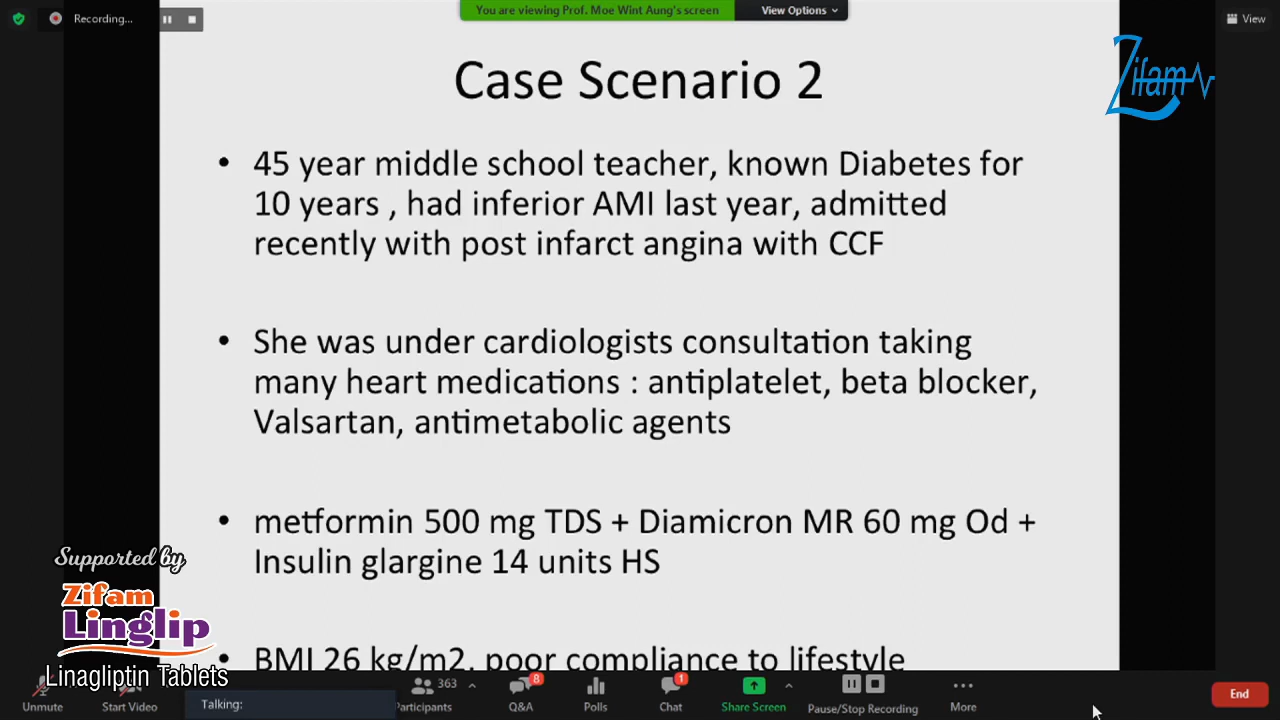 Recording...
You are viewing Prof. Moe Wint Aung's screen
View Options
View
Zifam
Case Scenario 2
• 45 year middle school teacher, known Diabetes for
10 years , had inferior AMI last year, admitted
recently with post infarct angina with CCF
• She was under cardiologists consultation taking
many heart medications : antiplatelet, beta blocker,
Valsartan, antimetabolic agents
• metformin 500 mg TDS + Diamicron MR 60 mg Od +
Insulin glargine 14 units HS
• BMI 26 kg/m2, poor compliance to lifestyle
Supported by
Zifam
Linglip
Linagliptin Tablets
Unmute
Start Video
Talking:
Participants
363
Q&A
8
Polls
Chat
1
Share Screen
Pause/Stop Recording
More
End